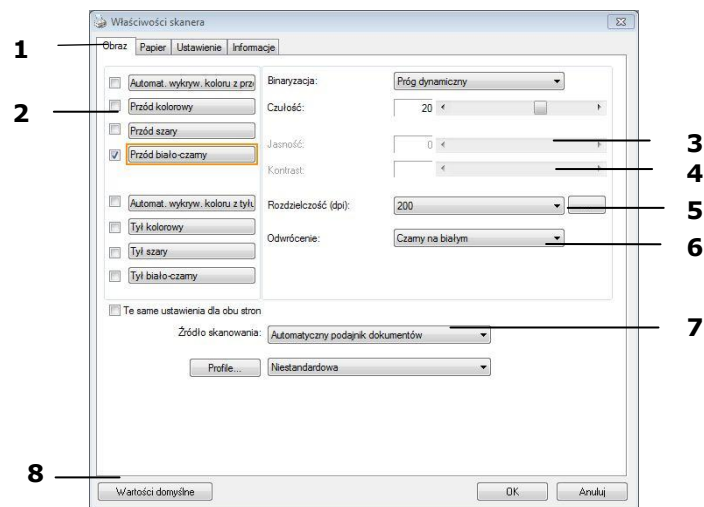 Właściwości skanera
1
Obraz Papier Ustawienie Informacje
Automat. wykryw. koloru z prz
Binaryzacja: Próg dynamiczny
2
Przód kolorowy
Czułość: 20
Przód szary
Jasność: 0
3
Przód biało-czarny
Kontrast:
4
Automat. wykryw. koloru z tyłu
Rozdzielczość (dpi): 200
5
Tył kolorowy
Odwrócenie: Czarny na białym
6
Tył szary
Tył biało-czarny
Te same ustawienia dla obu stron
Źródło skanowania: Automatyczny podajnik dokumentów
7
Profile... Niestandardowa
8
Wartości domyślne OK Anuluj